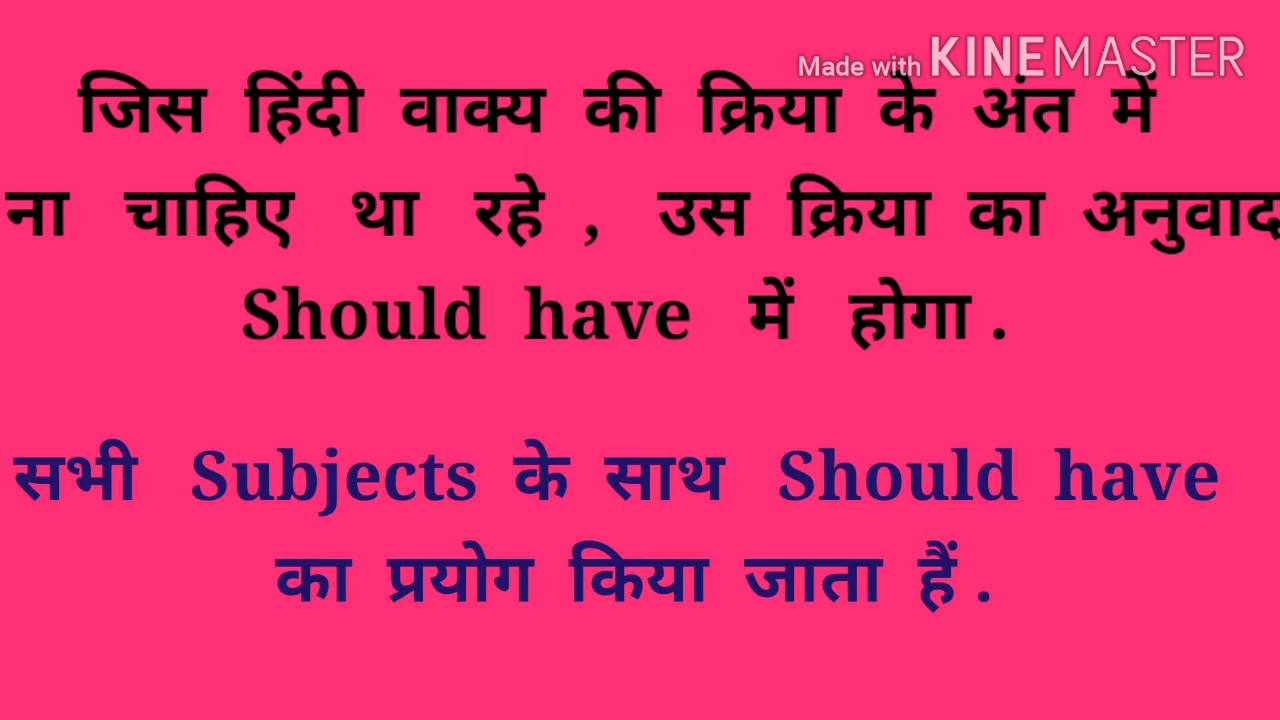 Made with KINEMASTER
जिस हिंदी वाक्य की क्रिया के अंत में
ना चाहिए था रहे , उस क्रिया का अनुवाद
Should have में होगा .
सभी Subjects के साथ Should have
का प्रयोग किया जाता हैं .